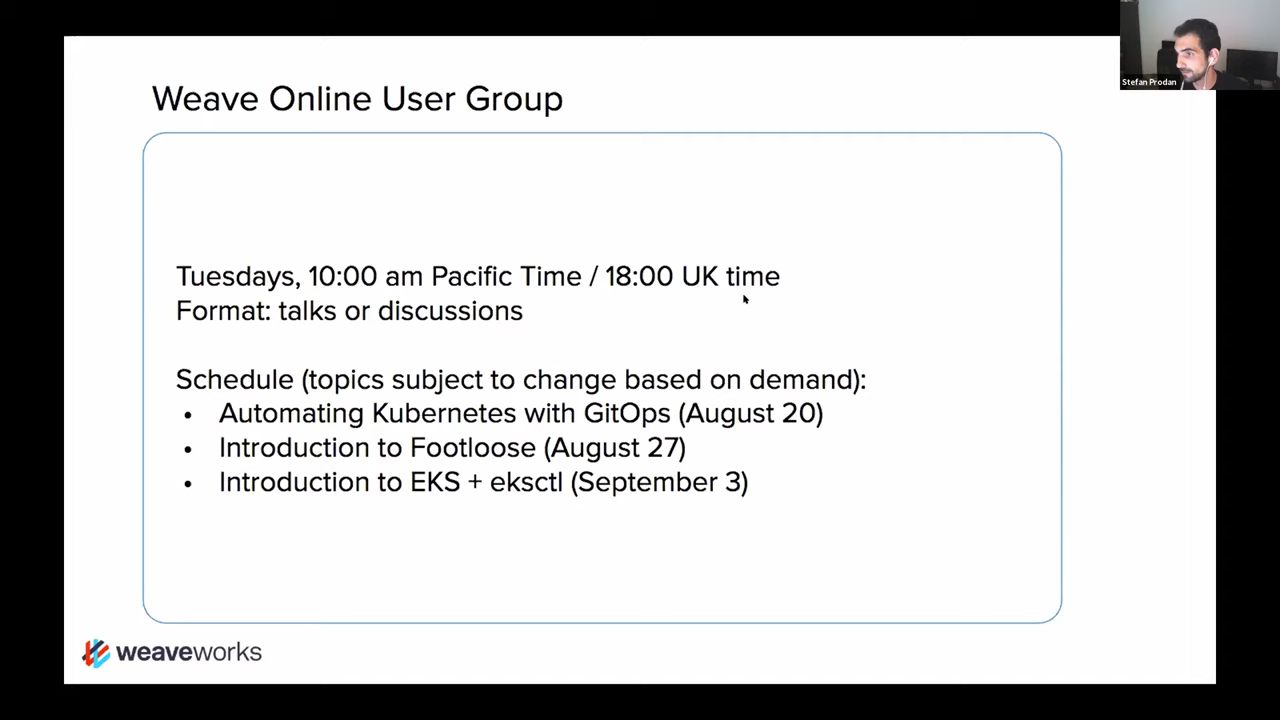 Stefan Prodan
Weave Online User Group
Tuesdays, 10:00 am Pacific Time / 18:00 UK time
Format: talks or discussions
Schedule (topics subject to change based on demand):
• Automating Kubernetes with GitOps (August 20)
• Introduction to Footloose (August 27)
• Introduction to EKS + eksctl (September 3)
weaveworks